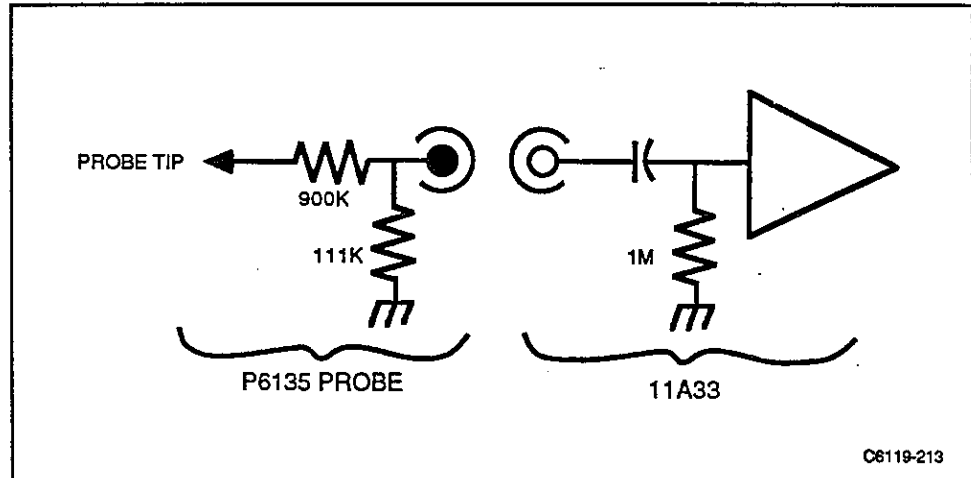 PROBE TIP
900K
111K
1M
P6135 PROBE
11A33
C6119-213